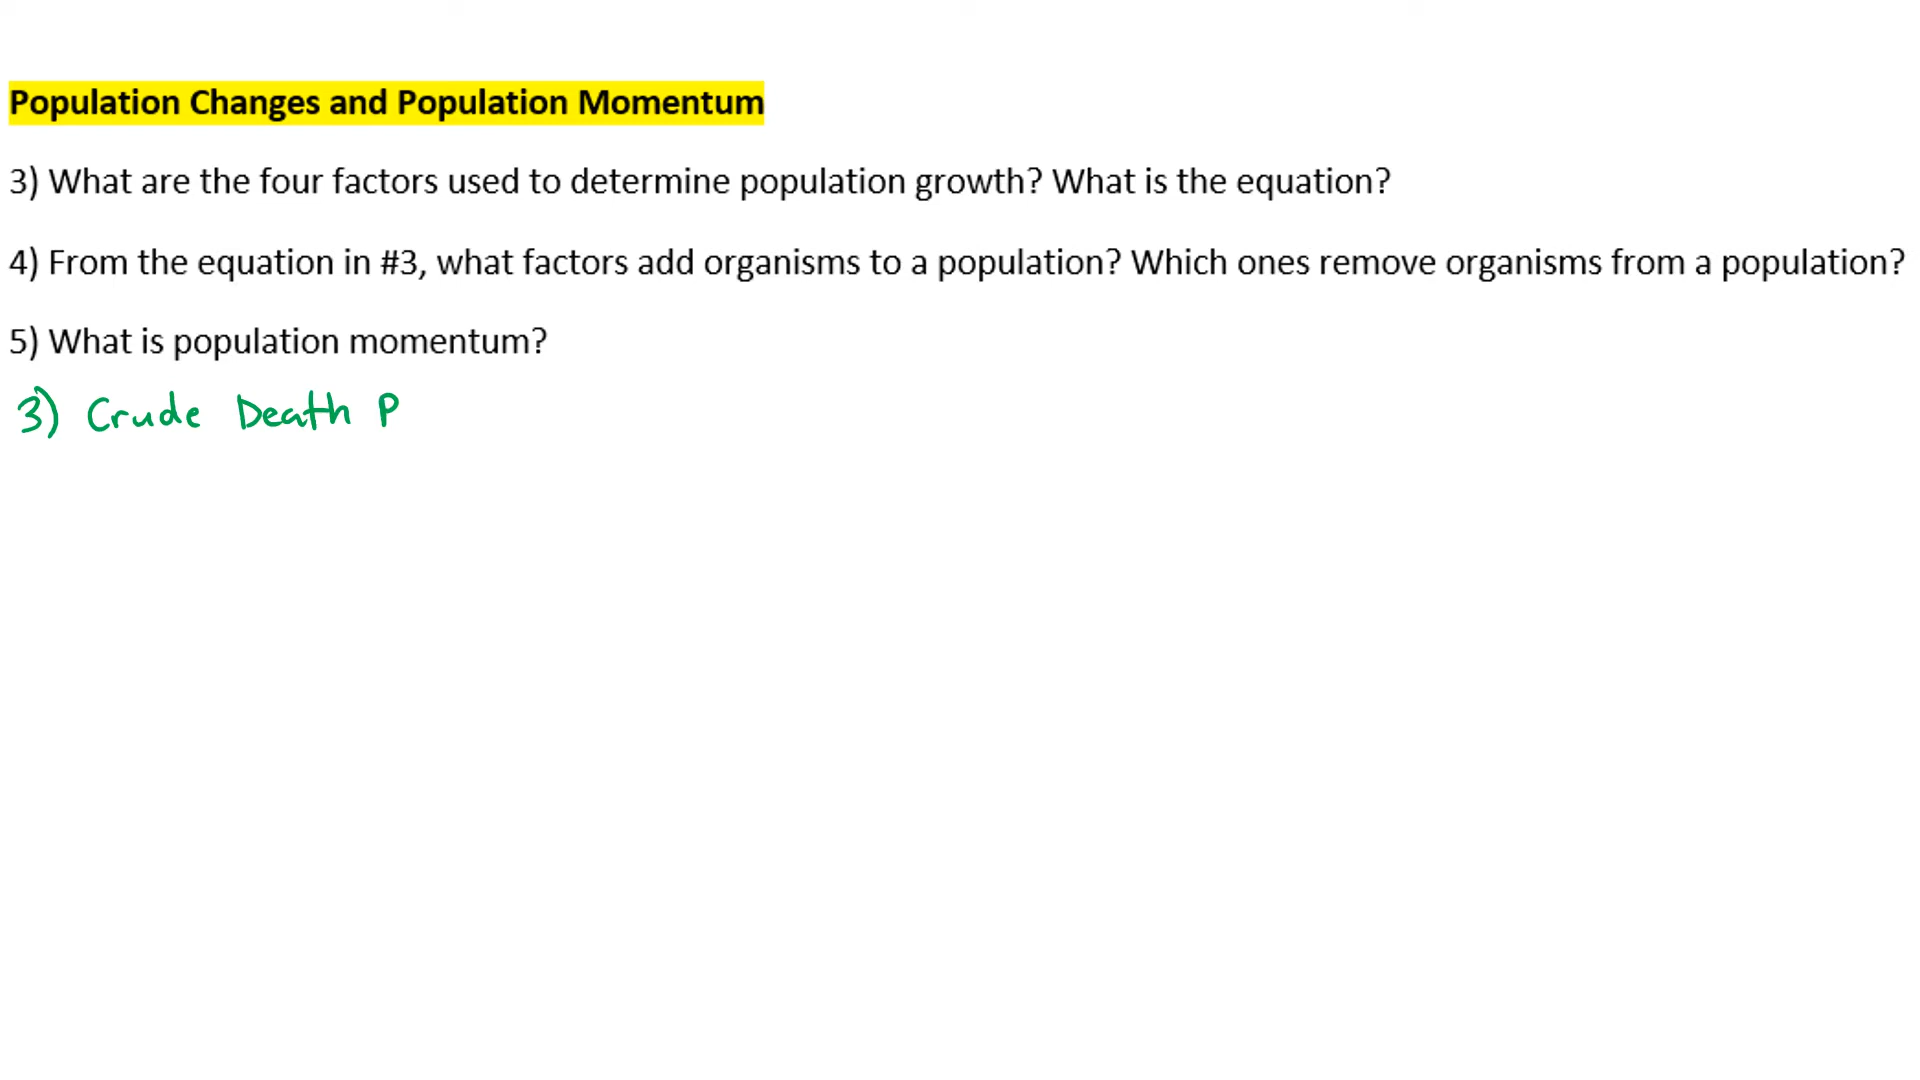 Population Changes and Population Momentum
3) What are the four factors used to determine population growth? What is the equation?
4) From the equation in #3, what factors add organisms to a population? Which ones remove organisms from a population?
5) What is population momentum?
3) Crude Death P